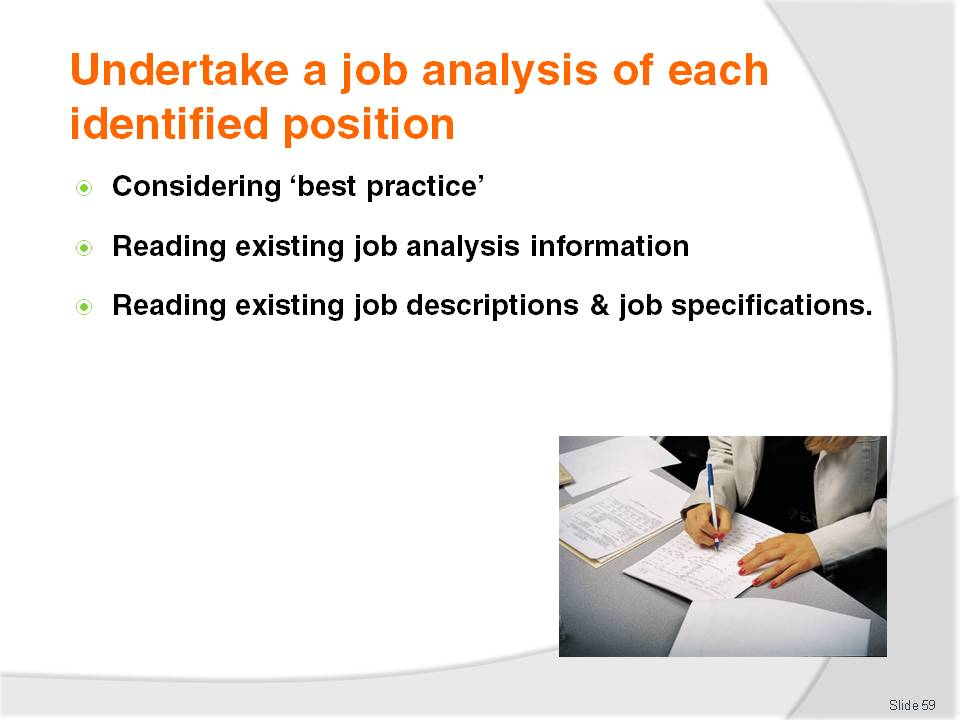 Undertake a job analysis of each
identified position
Considering ‘best practice’
Reading existing job analysis information
Reading existing job descriptions & job specifications.
Slide 59